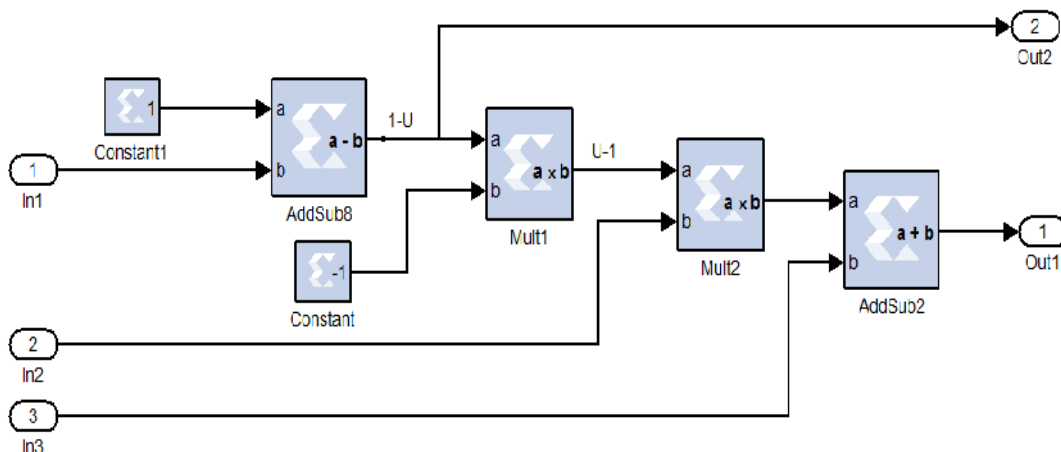 2
Out2
1
Constant1
a
b
a - b
AddSub8
1-U
1
In1
a
b
a x b
Mult1
U-1
-1
Constant
a
b
a x b
Mult2
a
b
a + b
AddSub2
1
Out1
2
In2
3
In3